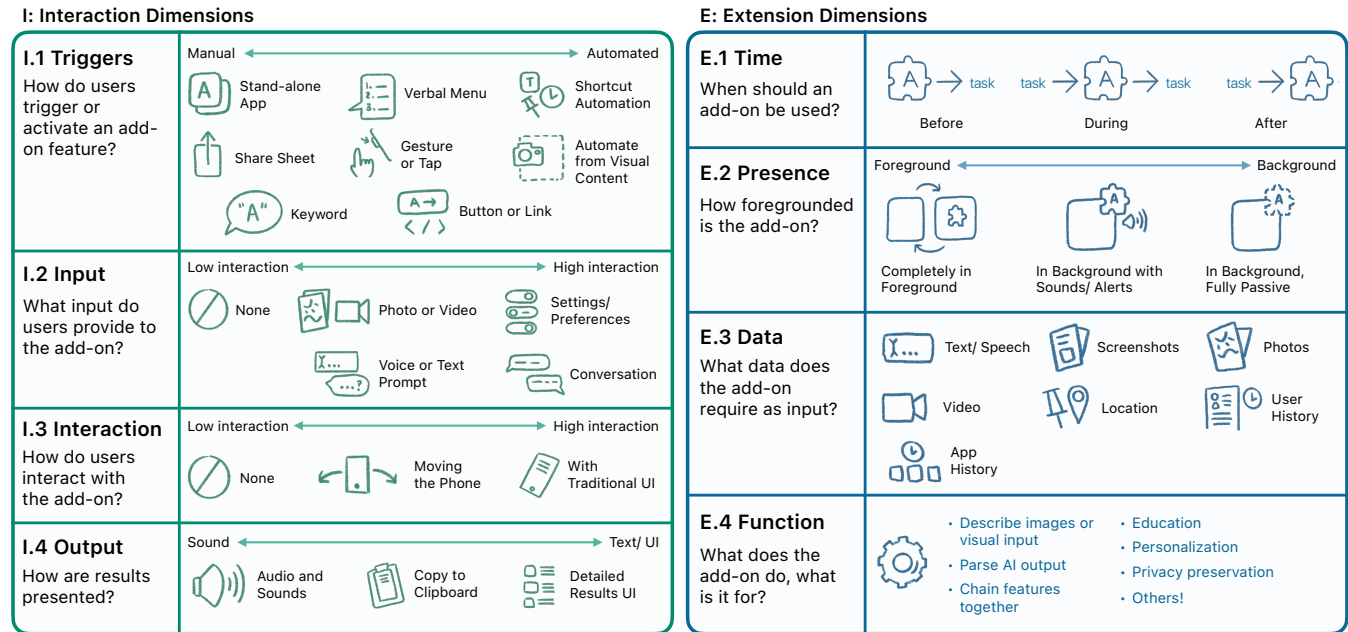 I: Interaction Dimensions
I.1 Triggers
How do users
trigger or
activate an add-
on feature?
Manual
Automated
A
Stand-alone
App
1.
2.
3.
Verbal Menu
T
Shortcut
Automation
Share Sheet
Gesture
or Tap
Automate
from Visual
Content
"A"
Keyword
A→
</>
Button or Link
I.2 Input
What input do
users provide to
the add-on?
Low interaction
High interaction
None
Photo or Video
Settings/
Preferences
...?
Voice or Text
Prompt
Conversation
I.3 Interaction
How do users
interact with
the add-on?
Low interaction
High interaction
None
Moving
the Phone
With
Traditional UI
I.4 Output
How are results
presented?
Sound
Text/ UI
Audio and
Sounds
Copy to
Clipboard
Detailed
Results UI
E: Extension Dimensions
E.1 Time
When should an
add-on be used?
A → task
Before
task → A → task
During
task → A
After
E.2 Presence
How foregrounded
is the add-on?
Foreground
Background
Completely in
Foreground
A
In Background with
Sounds/ Alerts
A
In Background,
Fully Passive
E.3 Data
What data does
the add-on
require as input?
Text/ Speech
Screenshots
Photos
Video
Location
User
History
App
History
E.4 Function
What does the
add-on do, what
is it for?
• Describe images or
visual input
• Parse AI output
• Chain features
together
• Education
• Personalization
• Privacy preservation
• Others!